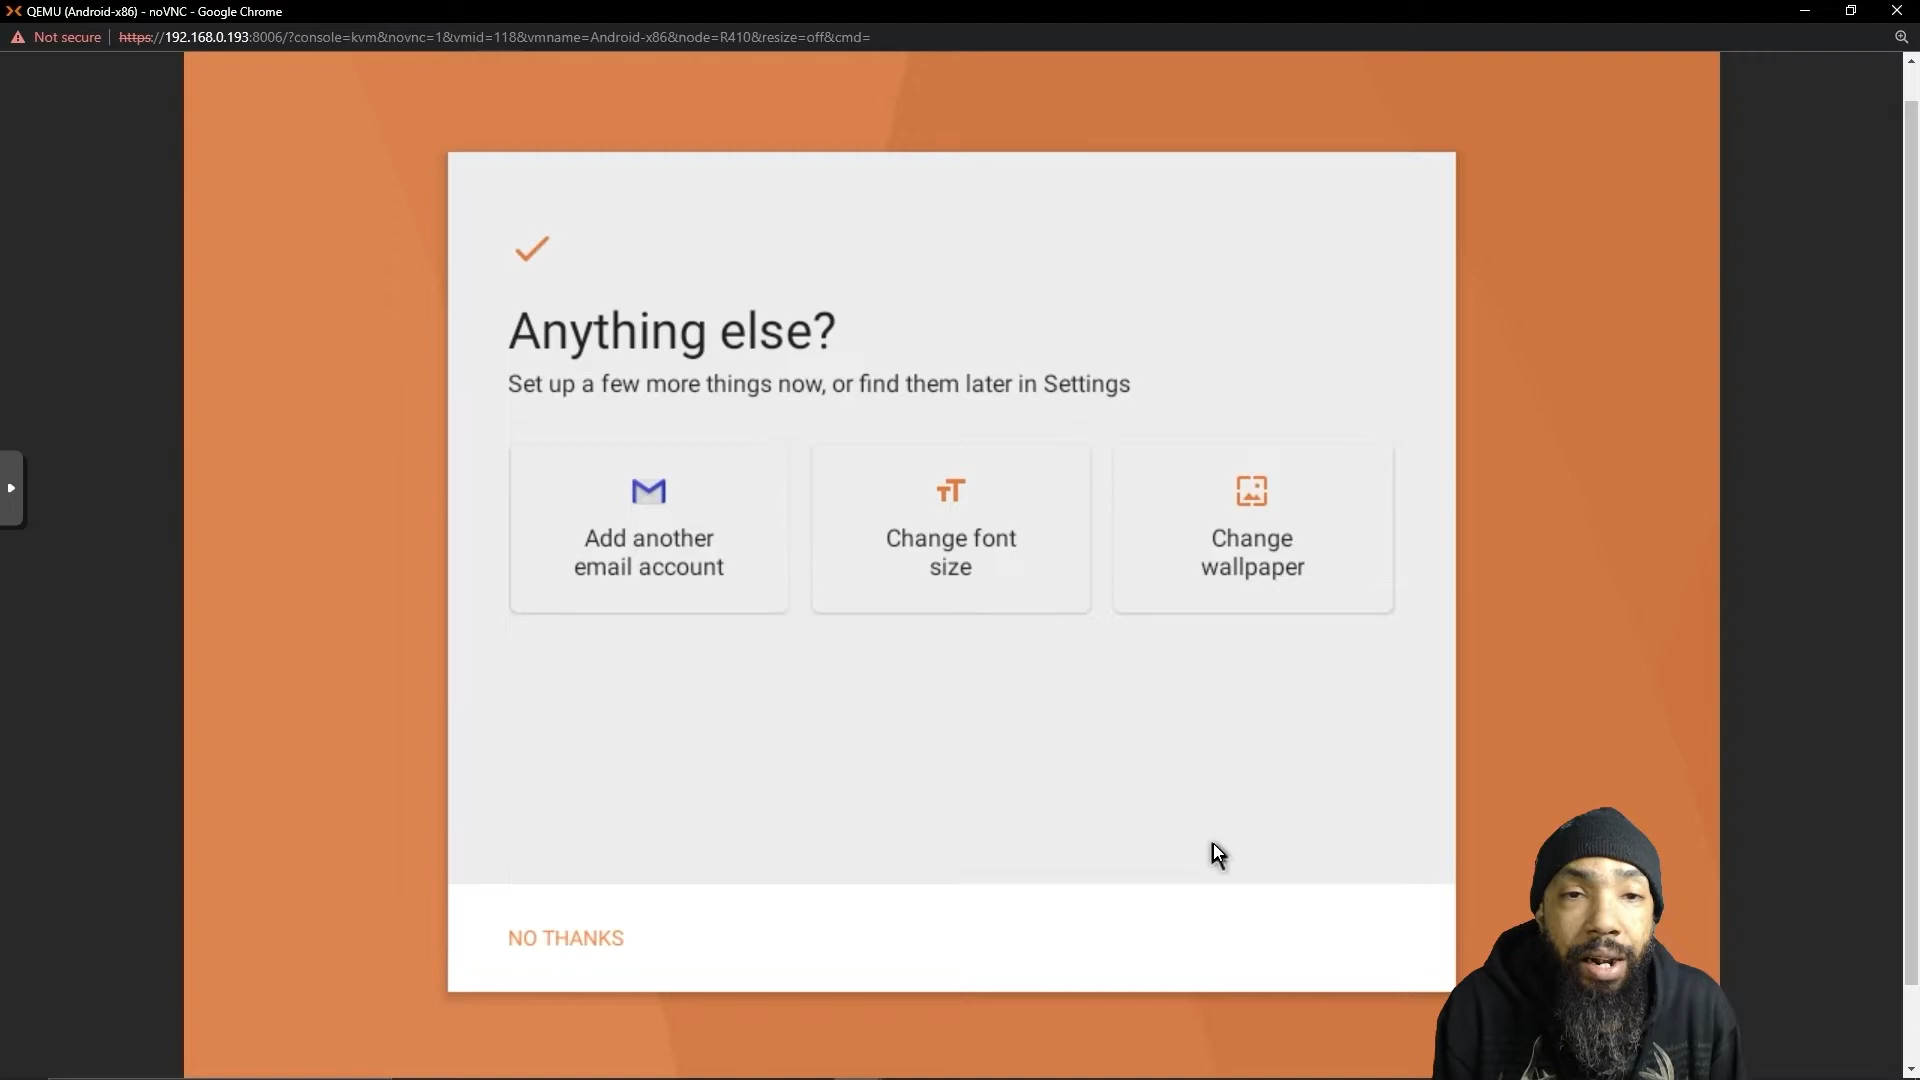 QEMU (Android-x86) - noVNC - Google Chrome
Not secure | https://192.168.0.193:8006/?console=kvm&novnc=1&vmid=118&vmname=Android-x86&node=R410&resize=off&cmd=
Anything else?
Set up a few more things now, or find them later in Settings
Add another
email account
Change font
size
Change
wallpaper
NO THANKS